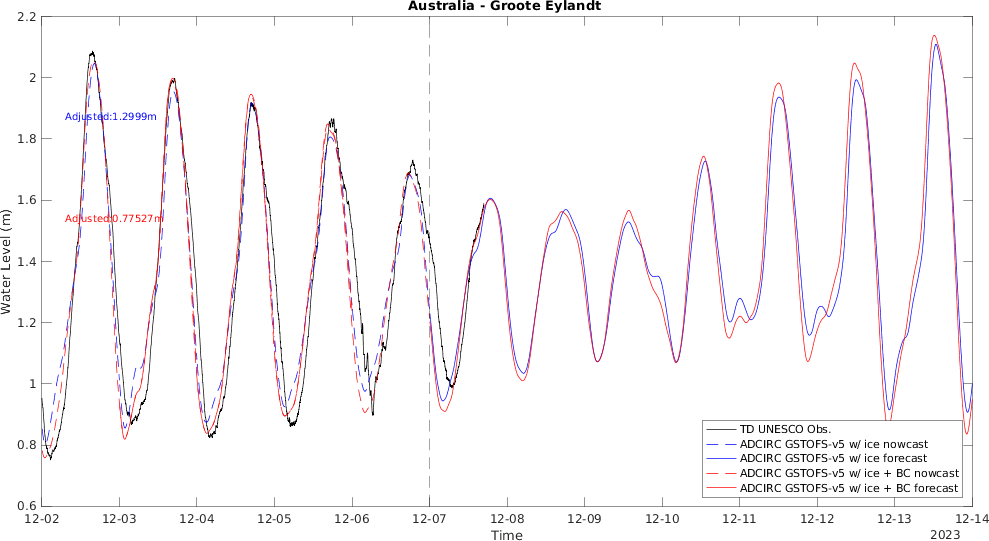 Australia - Groote Eylandt
2.2
2
1.8
1.6
1.4
1.2
1
0.8
0.6
Water Level (m)
Adjusted:1.2999m
Adjusted:0.77527m
TD UNESCO Obs.
ADCIRC GSTOFS-v5 w/ ice nowcast
ADCIRC GSTOFS-v5 w/ ice forecast
ADCIRC GSTOFS-v5 w/ ice + BC nowcast
ADCIRC GSTOFS-v5 w/ ice + BC forecast
12-02 12-03 12-04 12-05 12-06 12-07 12-08 12-09 12-10 12-11 12-12 12-13 12-14
Time
2023